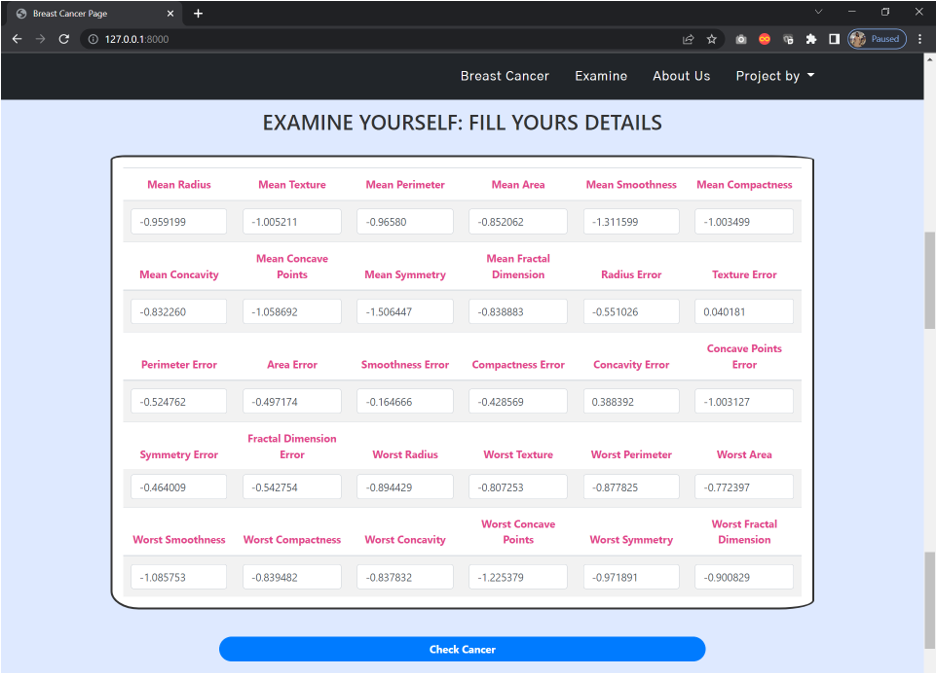 Breast Cancer Page
127.0.0.1:8000
Paused
Breast Cancer Examine About Us Project by
EXAMINE YOURSELF: FILL YOURS DETAILS
Mean Radius Mean Texture Mean Perimeter Mean Area Mean Smoothness Mean Compactness
-0.959199 -1.005211 -0.96580 -0.852062 -1.311599 -1.003499
Mean Concavity Mean Concave Points Mean Symmetry Mean Fractal Dimension Radius Error Texture Error
-0.832260 -1.058692 -1.506447 -0.838883 -0.551026 0.040181
Perimeter Error Area Error Smoothness Error Compactness Error Concavity Error Concave Points Error
-0.524762 -0.497174 -0.164666 -0.428569 0.388392 -1.003127
Symmetry Error Fractal Dimension Error Worst Radius Worst Texture Worst Perimeter Worst Area
-0.464009 -0.542754 -0.894429 -0.807253 -0.877825 -0.772397
Worst Smoothness Worst Compactness Worst Concavity Worst Concave Points Worst Symmetry Worst Fractal Dimension
-1.085753 -0.839482 -0.837832 -1.225379 -0.971891 -0.900829
Check Cancer